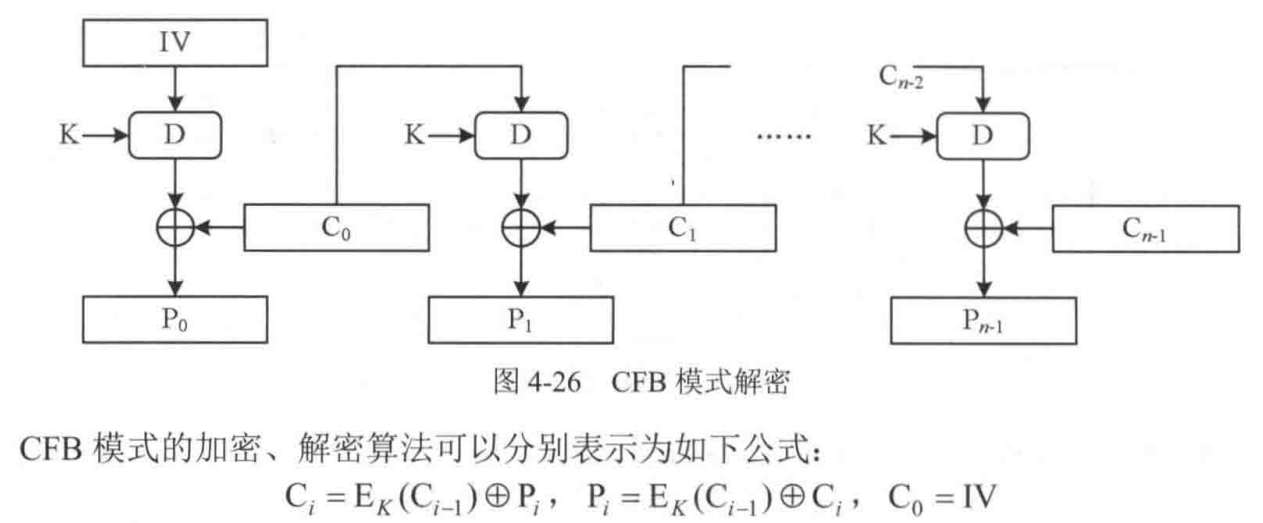 IV
C_{n-2}
K D K D …… K D
C_0 C_1 C_{n-1}
P_0 P_1 P_{n-1}
图 4-26 CFB 模式解密
CFB 模式的加密、解密算法可以分别表示为如下公式：
C_i = E_K(C_{i-1}) ⊕ P_i， P_i = E_K(C_{i-1}) ⊕ C_i， C_0 = IV